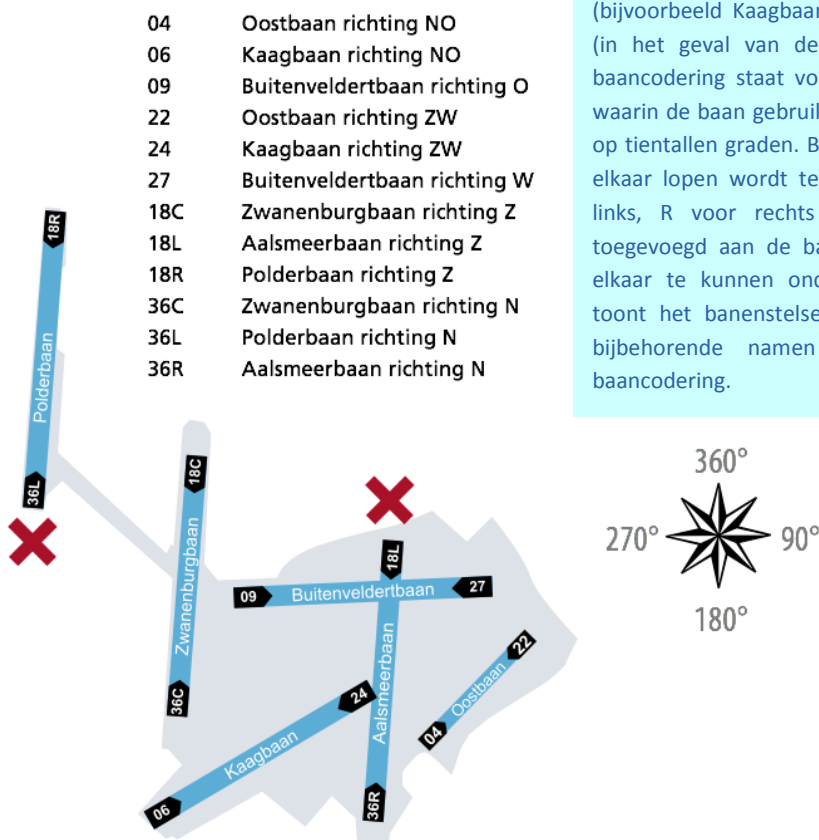 04 Oostbaan richting NO
06 Kaagbaan richting NO
09 Buitenveldertbaan richting O
22 Oostbaan richting ZW
24 Kaagbaan richting ZW
27 Buitenveldertbaan richting W
18C Zwanenburgbaan richting Z
18L Aalsmeerbaan richting Z
18R Polderbaan richting Z
36C Zwanenburgbaan richting N
36L Polderbaan richting N
36R Aalsmeerbaan richting N
(bijvoorbeeld Kaagbaan
(in het geval van de
baancodering staat vo
waarin de baan gebruik
op tientallen graden. B
elkaar lopen wordt te
links, R voor rechts
toegevoegd aan de ba
elkaar te kunnen ond
toont het banenstelse
bijbehorende namen
baancodering.
18R
Polderbaan
36L
18C
Zwanenburgbaan
36C
18L
Aalsmeerbaan
36R
09
Buitenveldertbaan
27
22
Oostbaan
04
24
Kaagbaan
06
360°
270°
90°
180°